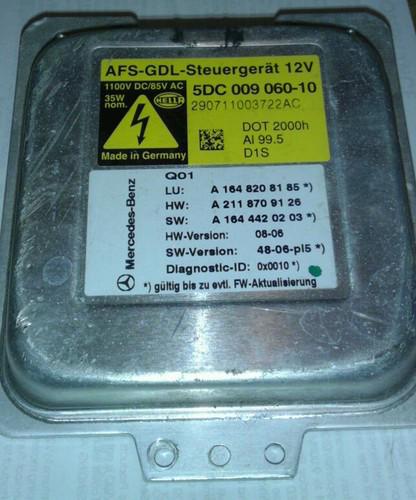 AFS-GDL-Steuergerät 12V
1100V DC/85V AC
35W
nom.
HELLA
Made in Germany
5DC 009 060-10
290711003722AC
DOT 2000h
Al 99.5
D1S
Mercedes-Benz
Q01
LU: A 164 820 81 85 *)
HW: A 211 870 91 26
SW: A 164 442 02 03 *)
HW-Version: 08-06
SW-Version: 48-06-pl5 *)
Diagnostic-ID: 0x0010 *)
*) gültig bis zu evtl. FW-Aktualisierung